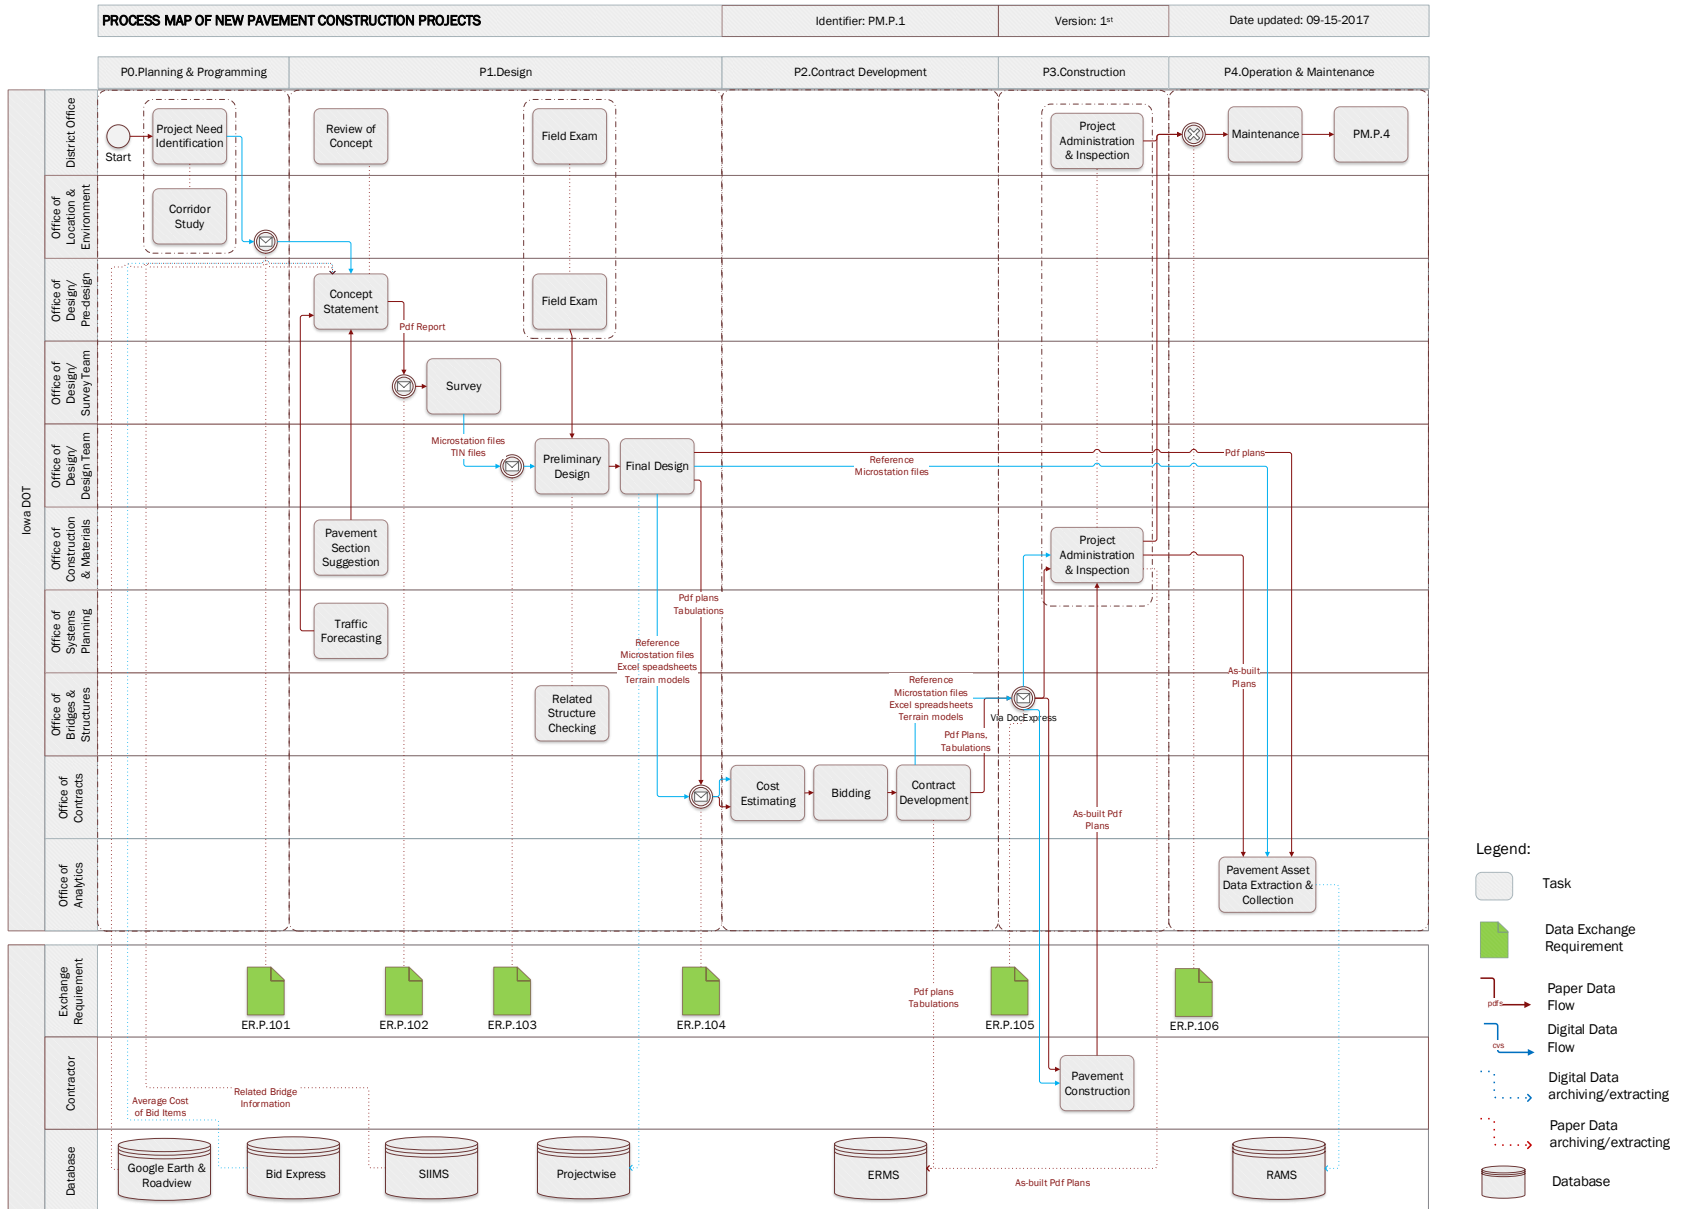 PROCESS MAP OF NEW PAVEMENT CONSTRUCTION PROJECTS
Identifier: PM.P.1
Version: 1st
Date updated: 09-15-2017
P0.Planning & Programming
P1.Design
P2.Contract Development
P3.Construction
P4.Operation & Maintenance
Iowa DOT
District Office
Start
Project Need
Identification
Review of
Concept
Field Exam
Project
Administration
& Inspection
Maintenance
PM.P.4
Office of
Location &
Environment
Corridor
Study
Office of
Design/
Pre-design
Concept
Statement
Pdf Report
Field Exam
Office of
Design/
Survey Team
Survey
Microstation files
TIN files
Office of
Design/
Design Team
Preliminary
Design
Final Design
Reference
Microstation files
Pdf plans
Office of
Construction
& Materials
Pavement
Section
Suggestion
Project
Administration
& Inspection
Office of
Systems
Planning
Traffic
Forecasting
Pdf plans
Tabulations
Reference
Microstation files
Excel speadsheets
Terrain models
As-built
Plans
Office of
Bridges &
Structures
Related
Structure
Checking
Reference
Microstation files
Excel spreadsheets
Terrain models
Via DocExpress
Pdf Plans,
Tabulations
Office of
Contracts
Cost
Estimating
Bidding
Contract
Development
As-built Pdf
Plans
Office of
Analytics
Pavement Asset
Data Extraction &
Collection
Exchange
Requirement
ER.P.101
ER.P.102
ER.P.103
ER.P.104
Pdf plans
Tabulations
ER.P.105
ER.P.106
Contractor
Average Cost
of Bid Items
Related Bridge
Information
Pavement
Construction
Database
Google Earth &
Roadview
Bid Express
SIIMS
Projectwise
ERMS
As-built Pdf Plans
RAMS
Legend:
Task
Data Exchange
Requirement
pdfs
Paper Data
Flow
cvs
Digital Data
Flow
Digital Data
archiving/extracting
Paper Data
archiving/extracting
Database